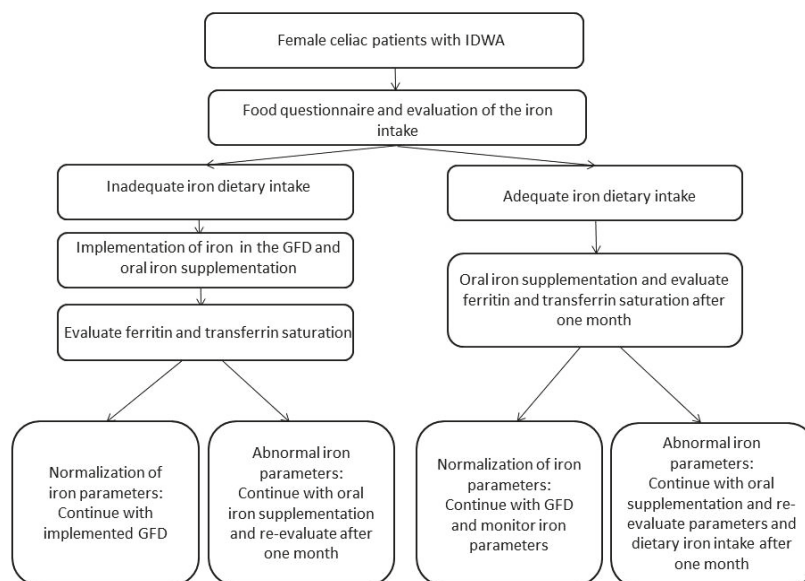 Female celiac patients with IDWA
Food questionnaire and evaluation of the iron
intake
Inadequate iron dietary intake
Adequate iron dietary intake
Implementation of iron in the GFD and
oral iron supplementation
Oral iron supplementation and evaluate
ferritin and transferrin saturation after
one month
Evaluate ferritin and transferrin saturation
Normalization of
iron parameters:
Continue with
implemented GFD
Abnormal iron
parameters:
Continue with oral
iron supplementation
and re-evaluate after
one month
Normalization of iron
parameters:
Continue with GFD
and monitor iron
parameters
Abnormal iron
parameters:
Continue with oral
supplementation and re-
evaluate parameters and
dietary iron intake after
one month